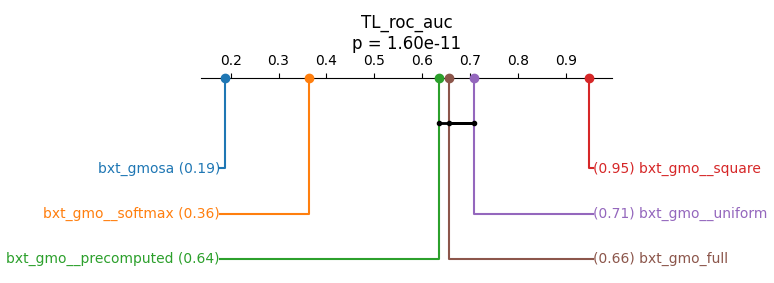 TL_roc_auc
p = 1.60e-11
0.2 0.3 0.4 0.5 0.6 0.7 0.8 0.9
bxt_gmosa (0.19) (0.95) bxt_gmo__square
bxt_gmo__softmax (0.36) (0.71) bxt_gmo__uniform
bxt_gmo__precomputed (0.64) (0.66) bxt_gmo_full